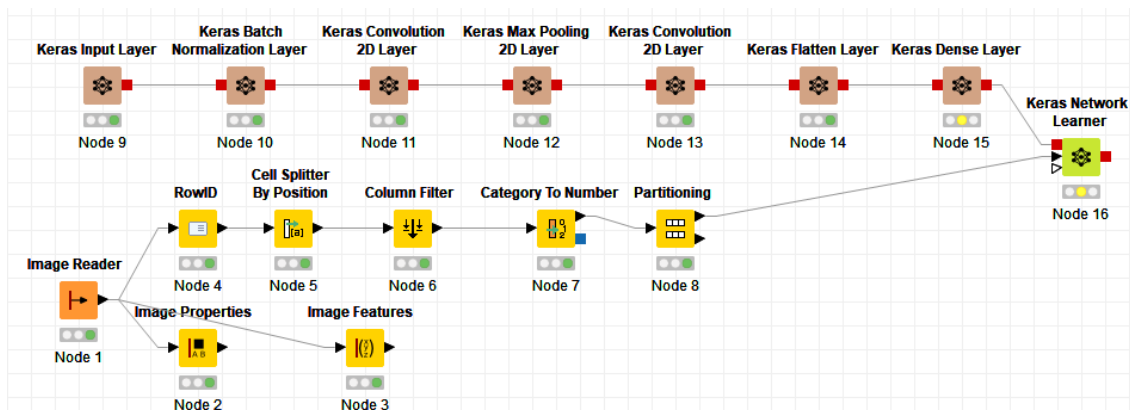 Keras Input Layer
Keras Batch
Normalization Layer
Keras Convolution
2D Layer
Keras Max Pooling
2D Layer
Keras Convolution
2D Layer
Keras Flatten Layer
Keras Dense Layer
Node 9
Node 10
Node 11
Node 12
Node 13
Node 14
Node 15
Keras Network
Learner
Node 16
RowID
Cell Splitter
By Position
Column Filter
Category To Number
Partitioning
Node 4
Node 5
Node 6
Node 7
Node 8
Image Reader
Node 1
Image Properties
Image Features
Node 2
Node 3